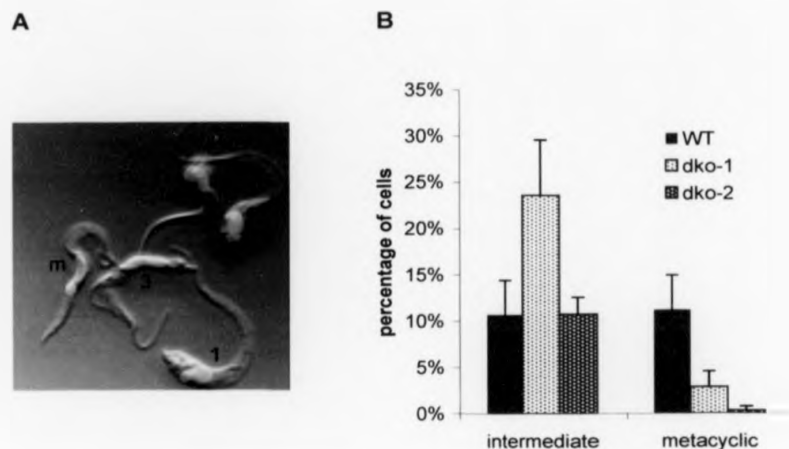 A
m
3
1
B
percentage of cells
35%
30%
25%
20%
15%
10%
5%
0%
WT
dko-1
dko-2
intermediate
metacyclic